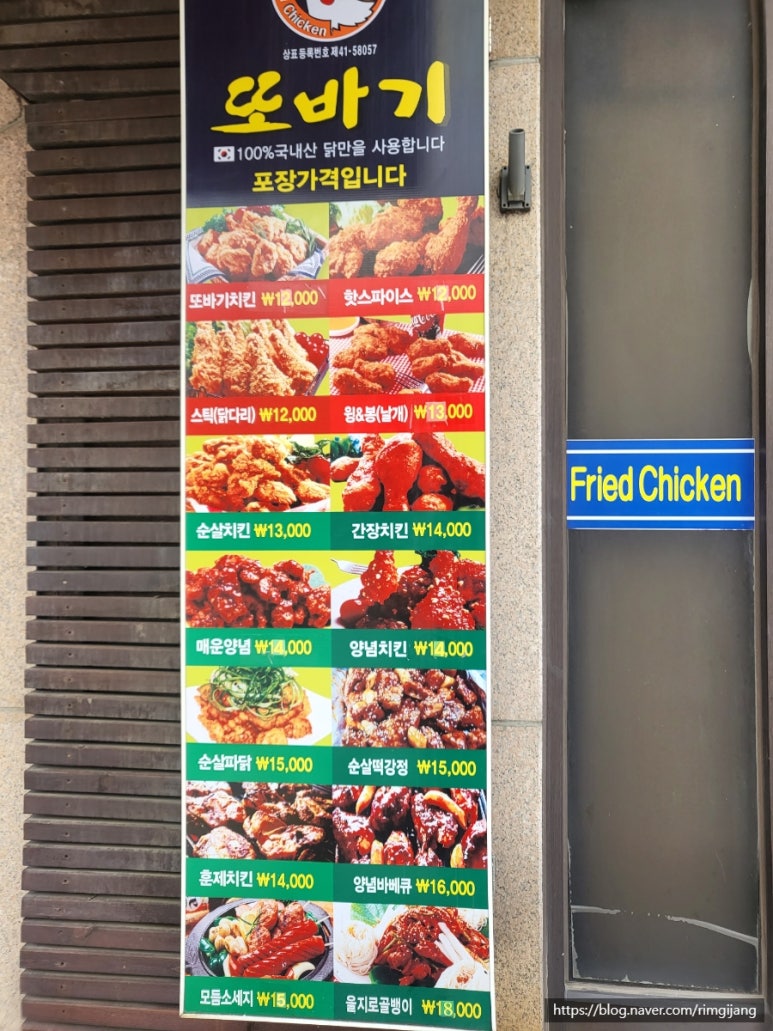 Chicken
상표등록번호 제41-58057
또바기
100%국내산 닭만을 사용합니다
포장가격입니다
또바기치킨 ₩12,000
핫스파이스 ₩12,000
스틱(닭다리) ₩12,000
윙&봉(날개) ₩13,000
순살치킨 ₩13,000
간장치킨 ₩14,000
매운양념 ₩14,000
양념치킨 ₩14,000
순살파닭 ₩15,000
순살떡강정 ₩15,000
훈제치킨 ₩14,000
양념바베큐 ₩16,000
모듬소세지 ₩15,000
을지로골뱅이 ₩18,000
Fried Chicken
https://blog.naver.com/rimgijang